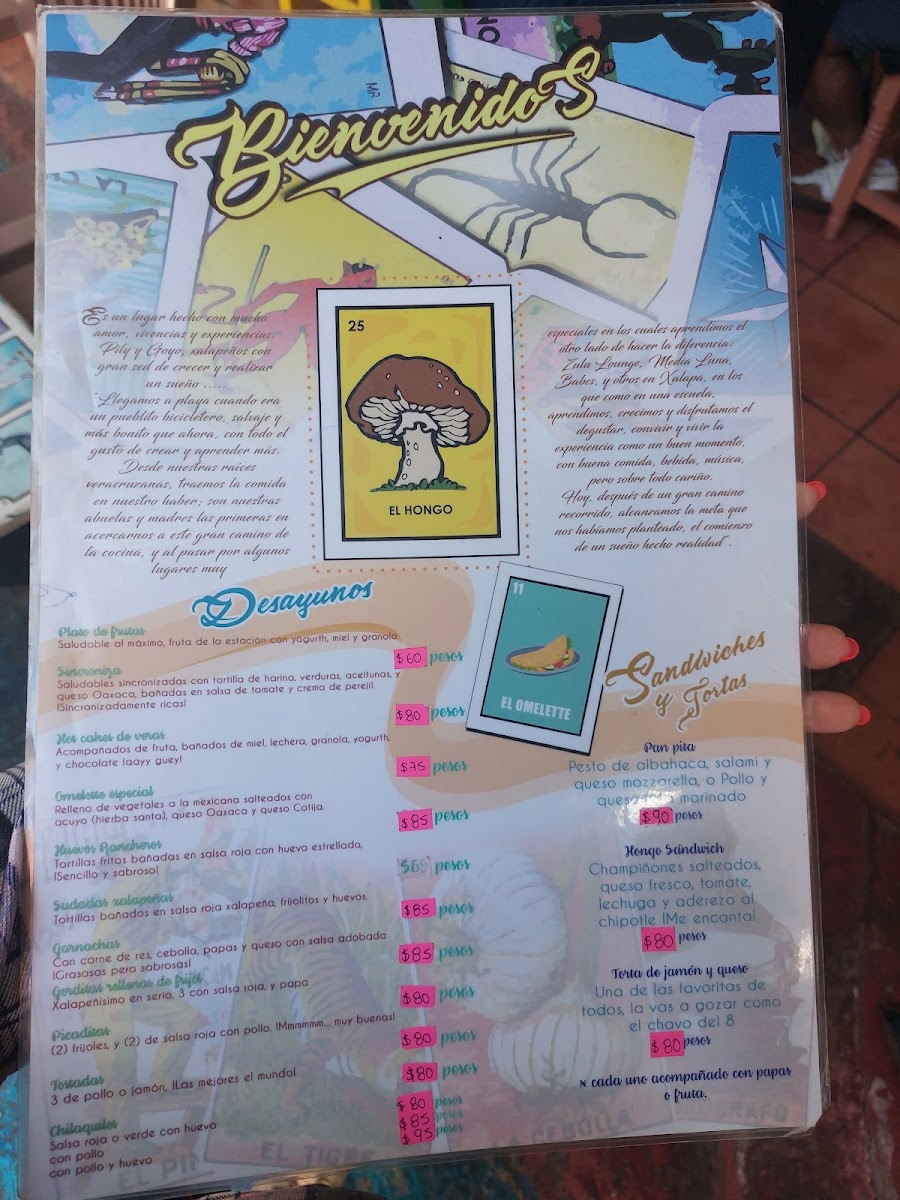 Bienvenidos
Es un lugar hecho con mucho
amor, vivencias y experiencias.
Pily y Goyo, xalapeños con
gran sed de crecer y realizar
un sueño .....
"Llegamos a playa cuando era
un pueblito bicicletero, salvaje y
más bonito que ahora, con todo el
gusto de crear y aprender más.
Desde nuestras raíces
veracruzanas, traemos la comida
en nuestro haber; son nuestras
abuelas y madres las primeras en
acercarnos a este gran camino de
la cocina, y al pasar por algunos
lugares muy
25
EL HONGO
especiales en los cuales aprendimos el
otro lado de hacer la diferencia:
Zulu Lounge, Media Luna,
Babes, y otros en Xalapa, en los
que como en una escuela,
aprendimos, crecimos y disfrutamos el
degustar, convivir y vivir la
experiencia como un buen momento,
con buena comida, bebida, música,
pero sobre todo cariño.
Hoy, después de un gran camino
recorrido, alcanzamos la meta que
nos habíamos planteado, el comienzo
de un sueño hecho realidad".
Desayunos
Plato de frutas
Saludable al máximo, fruta de la estación con yogurth, miel y granola
$60 pesos
Sincroniza
Saludables sincronizadas con tortilla de harina, verduras, aceitunas, y
queso Oaxaca, bañadas en salsa de tomate y crema de perejil.
¡Sincronizadamente ricas!
$80 pesos
Hot cakes de veras
Acompañados de fruta, bañados de miel, lechera, granola, yogurth,
y chocolate ¡aayy guey!
$75 pesos
Omelette especial
Relleno de vegetales a la mexicana salteados con
acuyo (hierba santa), queso Oaxaca y queso Cotija.
$85 pesos
Huevos Rancheros
Tortillas fritas bañadas en salsa roja con huevo estrellado,
¡Sencillo y sabroso!
$65 pesos
Sudadas xalapeñas
Tortillas bañadas en salsa roja xalapeña, frijolitos y huevos.
$85 pesos
Garnachas
Con carne de res, cebolla, papas y queso con salsa adobada
¡Grasosas pero sabrosas!
$85 pesos
Gorditas rellenas de frijol
Xalapeñisimo en serio, 3 con salsa roja, y papa
$80 pesos
Picaditas
(2) frijoles, y (2) de salsa roja con pollo. ¡Mmmmmm... muy buenas!
$80 pesos
Tostadas
3 de pollo o jamón, ¡Las mejores el mundo!
$80 pesos
Chilaquiles
Salsa roja o verde con huevo
$80 pesos
con pollo
$85 pesos
con pollo y huevo
$95 pesos
11
EL OMELETTE
Sandwiches
y Tortas
Pan pita
Pesto de albahaca, salami y
queso mozzarella, o Pollo y
marinado
$90 pesos
Hongo Sándwich
Champiñones salteados,
queso fresco, tomate,
lechuga y aderezo al
chipotle ¡Me encanta!
$80 pesos
Torta de jamón y queso
Una de las favoritas de
todos, la vas a gozar como
el chavo del 8
$80 pesos
x cada uno acompañado con papas
o fruta.
EL TIGRE